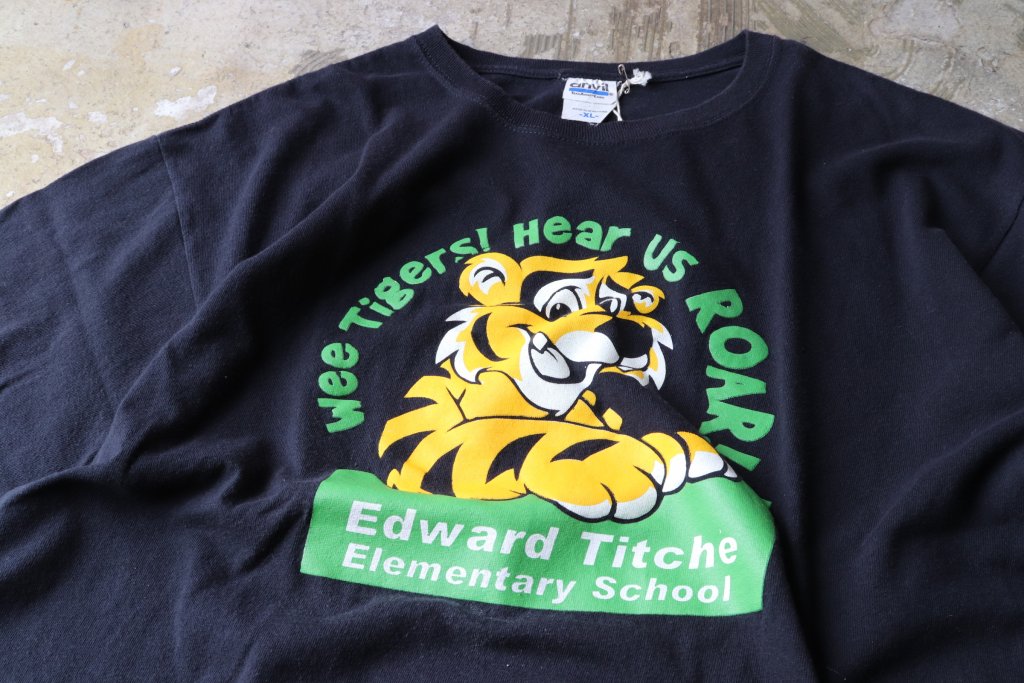 anvil
-XL-
Wee Tigers! Hear US ROAR!
Edward Titche
Elementary School